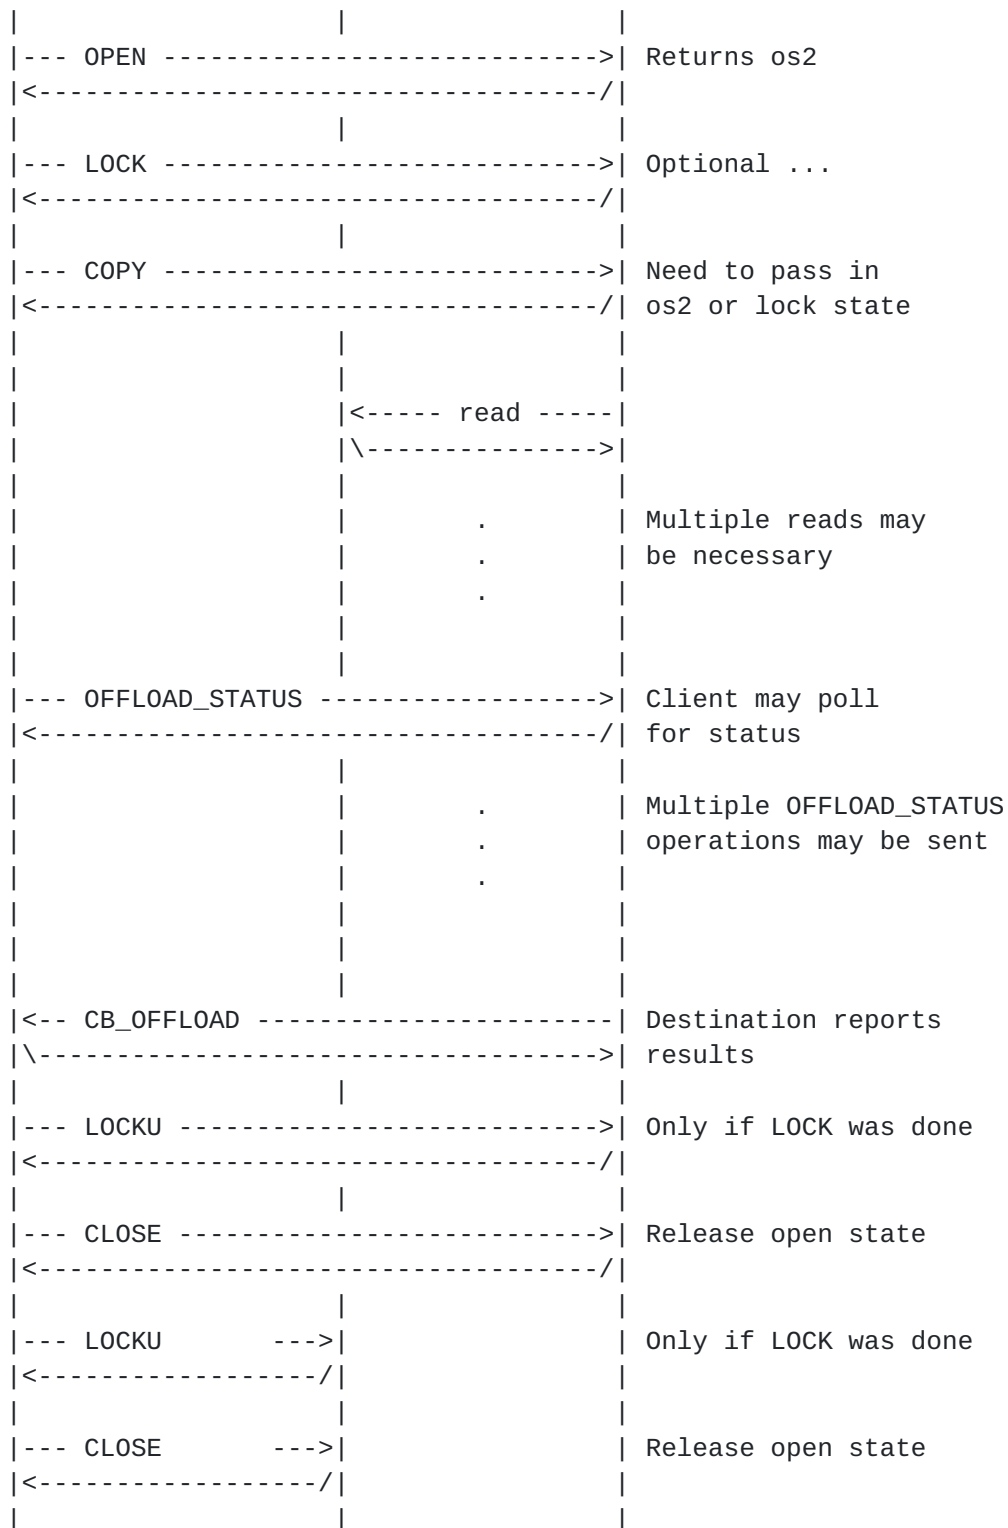 |                    |                 |
|--- OPEN ---------------------------->| Returns os2
|<------------------------------------/|
|                    |                 |
|--- LOCK ---------------------------->| Optional ...
|<------------------------------------/|
|                    |                 |
|--- COPY ---------------------------->| Need to pass in
|<------------------------------------/| os2 or lock state
|                    |                 |
|                    |                 |
|                    |<----- read -----|
|                    |\--------------->|
|                    |                 |
|                    |        .        | Multiple reads may
|                    |        .        | be necessary
|                    |        .        |
|                    |                 |
|                    |                 |
|--- OFFLOAD_STATUS ------------------>| Client may poll
|<------------------------------------/| for status
|                    |                 |
|                    |        .        | Multiple OFFLOAD_STATUS
|                    |        .        | operations may be sent
|                    |        .        |
|                    |                 |
|                    |                 |
|                    |                 |
|<-- CB_OFFLOAD -----------------------| Destination reports
|\------------------------------------>| results
|                    |                 |
|--- LOCKU --------------------------->| Only if LOCK was done
|<------------------------------------/|
|                    |                 |
|--- CLOSE --------------------------->| Release open state
|<------------------------------------/|
|                    |                 |
|--- LOCKU       --->|                 | Only if LOCK was done
|<------------------/|                 |
|                    |                 |
|--- CLOSE       --->|                 | Release open state
|<------------------/|                 |
|                    |                 |